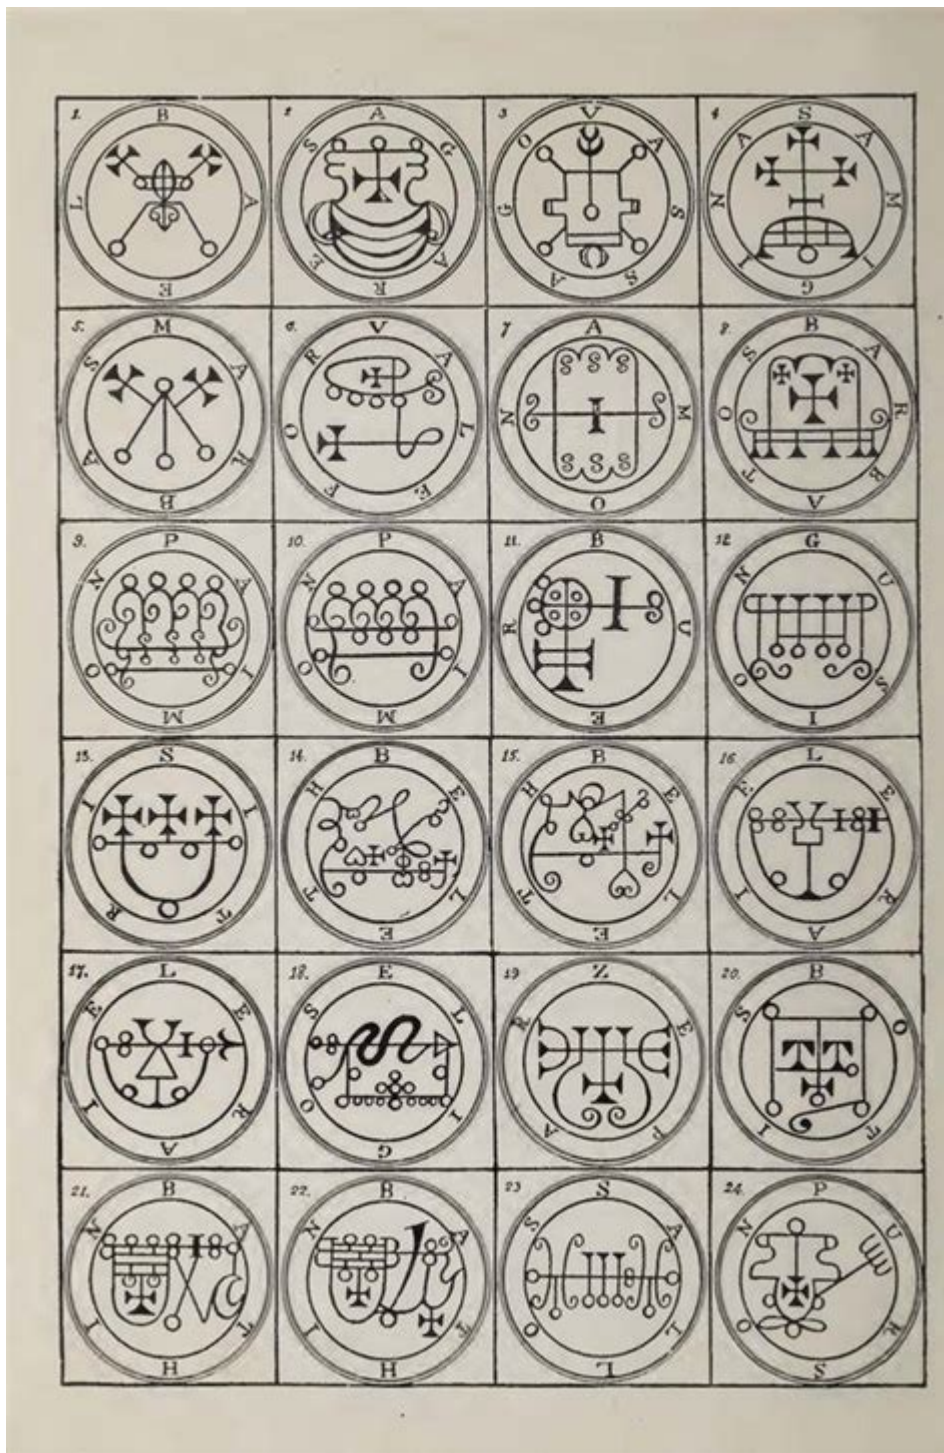 1.
BAEL
2
AGARES
3
VASSAGO
4
SAMIGINA
5.
MARBAS
6.
VALEFOR
7
AMON
8.
BARBATOS
9.
PAIMON
10.
PAIMON
11.
BUER
12
GUSION
13.
SITRI
14.
BELETH
15.
BELETH
16.
LERAIE
17.
LERAIE
18.
ELIGOS
19
ZEPAR
20.
BOTIS
21.
BATHIN
22.
BATHIN
23
SALLOS
24.
PURSON